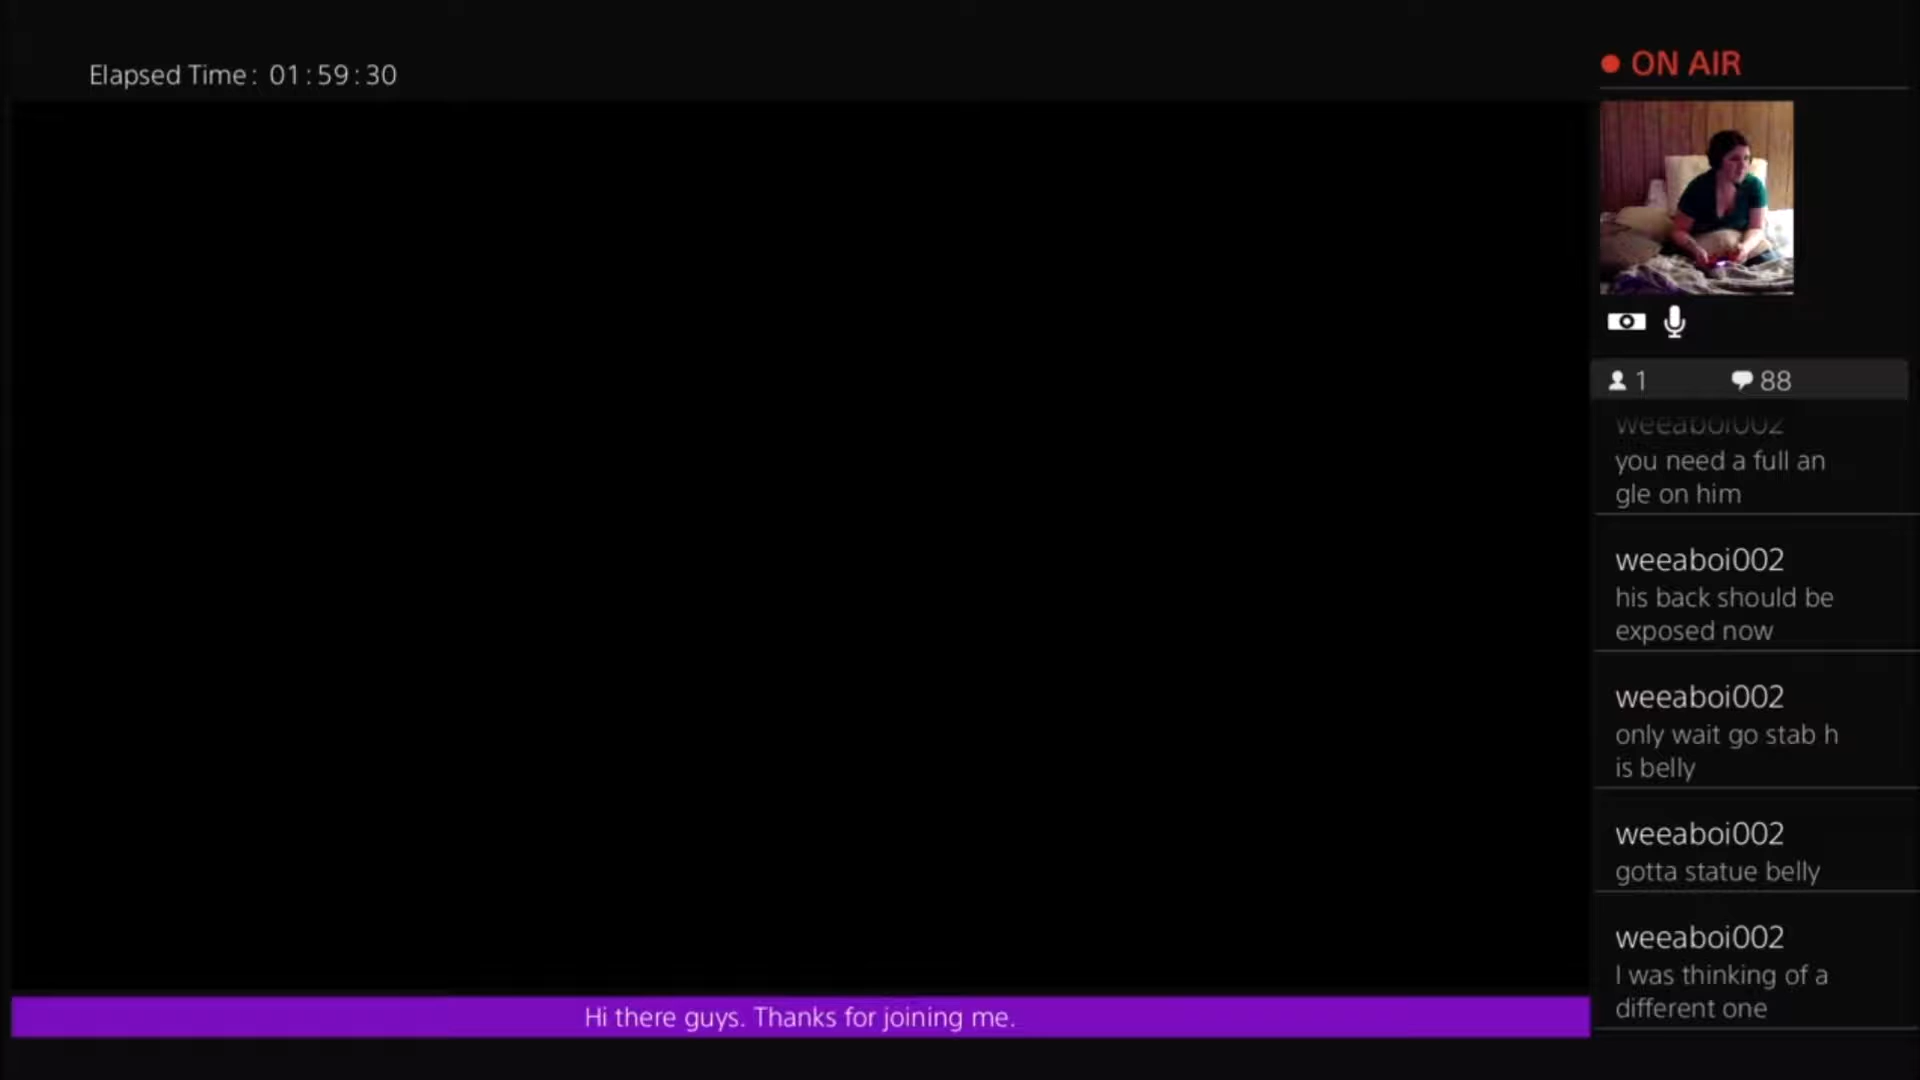 Elapsed Time: 01:59:30
ON AIR
1 88
weeaboi002
you need a full an
gle on him
weeaboi002
his back should be
exposed now
weeaboi002
only wait go stab h
is belly
weeaboi002
gotta statue belly
weeaboi002
I was thinking of a
different one
Hi there guys. Thanks for joining me.